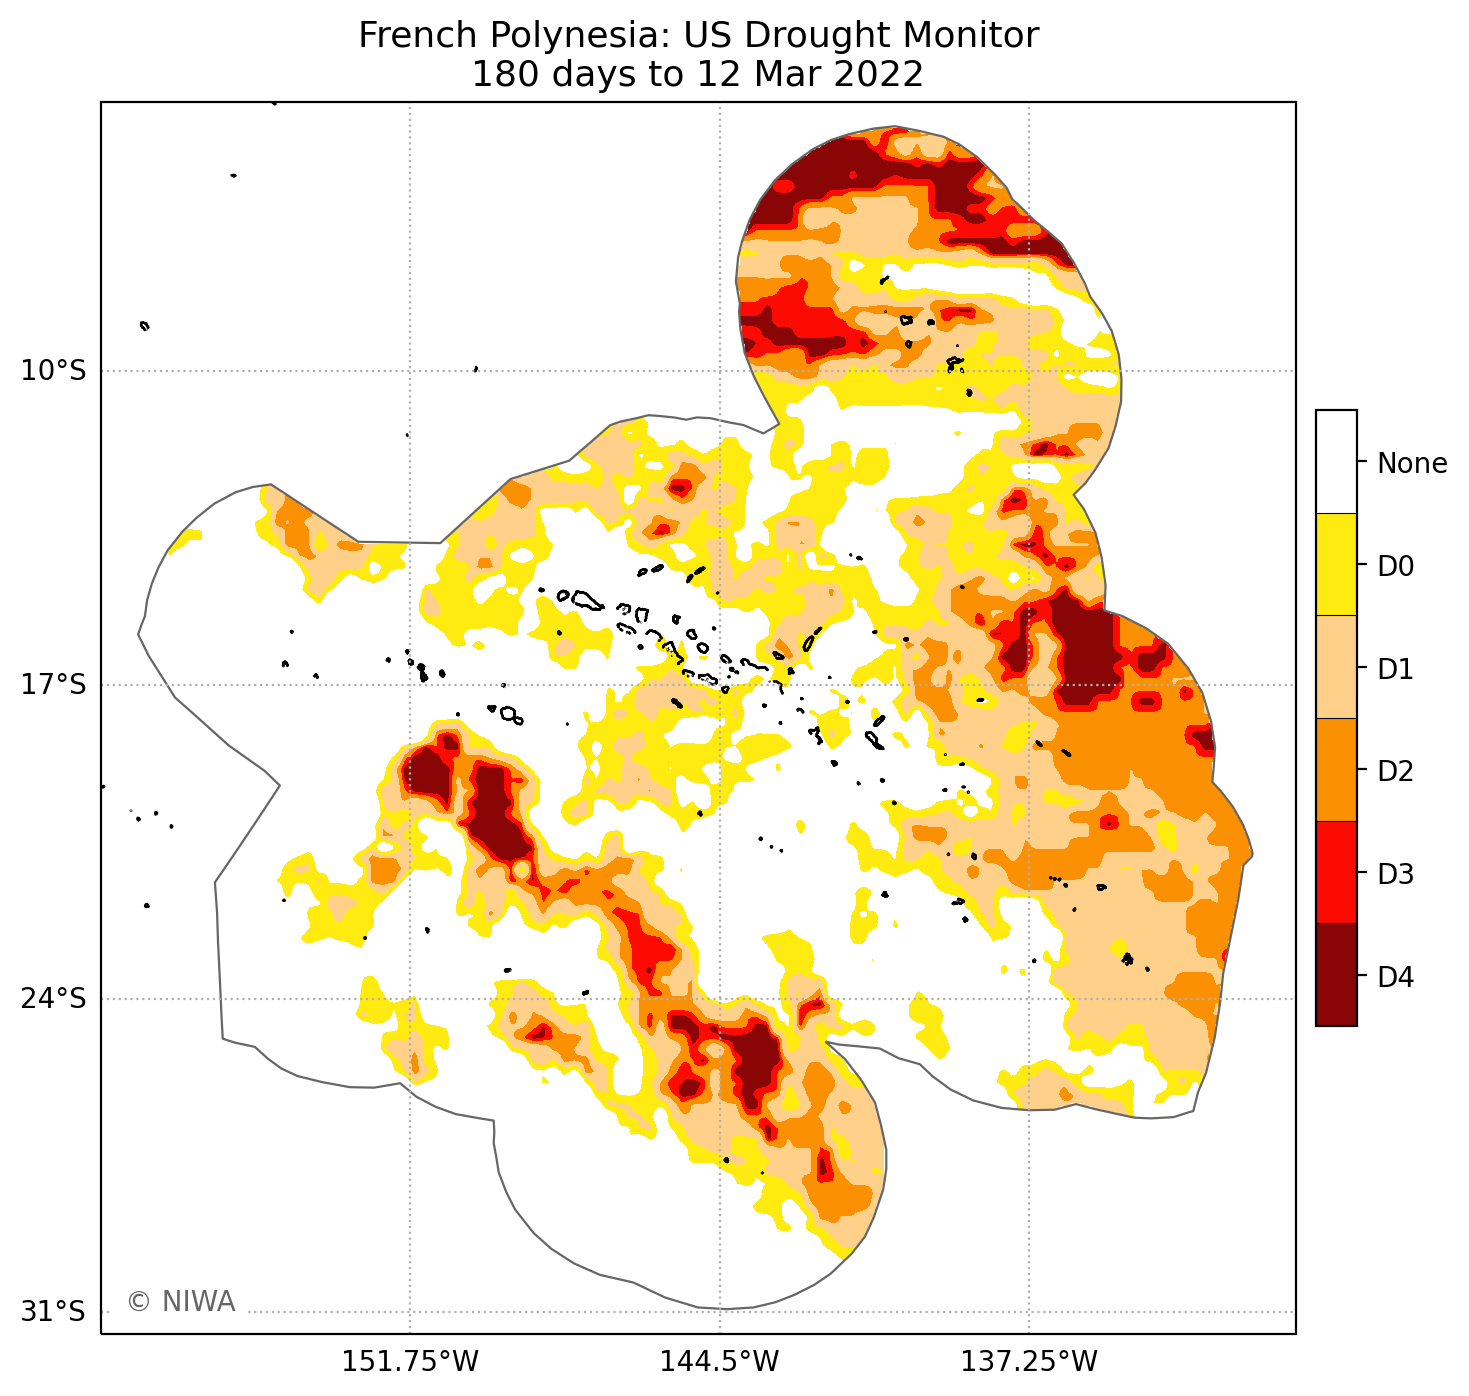 French Polynesia: US Drought Monitor
180 days to 12 Mar 2022
10°S
17°S
24°S
31°S
151.75°W
144.5°W
137.25°W
None
D0
D1
D2
D3
D4
© NIWA